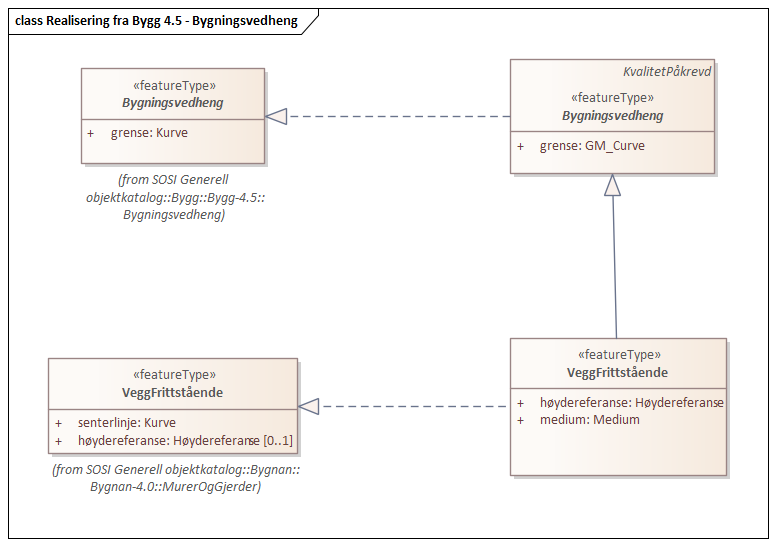 class Realisering fra Bygg 4.5 - Bygningsvedheng
«featureType»
Bygningsvedheng
+ grense: Kurve
(from SOSI Generell
objektkatalog::Bygg::Bygg-4.5::
Bygningsvedheng)
KvalitetPåkrevd
«featureType»
Bygningsvedheng
+ grense: GM_Curve
«featureType»
VeggFrittstående
+ senterlinje: Kurve
+ høydereferanse: Høydereferanse [0..1]
(from SOSI Generell objektkatalog::Bygnan::
Bygnan-4.0::MurerOgGjerder)
«featureType»
VeggFrittstående
+ høydereferanse: Høydereferanse
+ medium: Medium